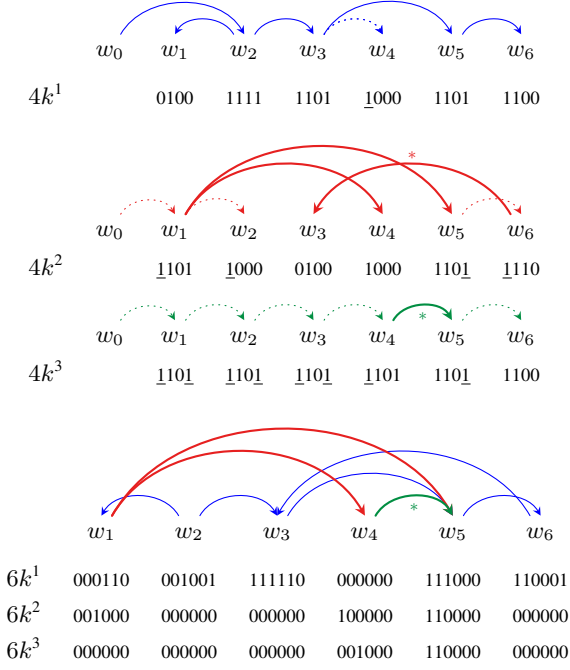 w₀ w₁ w₂ w₃ w₄ w₅ w₆
4k¹ 0100 1111 1101 1000 1101 1100
*
w₀ w₁ w₂ w₃ w₄ w₅ w₆
4k² 1101 1000 0100 1000 1101 1110
*
w₀ w₁ w₂ w₃ w₄ w₅ w₆
4k³ 1101 1101 1101 1101 1101 1100
*
w₁ w₂ w₃ w₄ w₅ w₆
6k¹ 000110 001001 111110 000000 111000 110001
6k² 001000 000000 000000 100000 110000 000000
6k³ 000000 000000 000000 001000 110000 000000